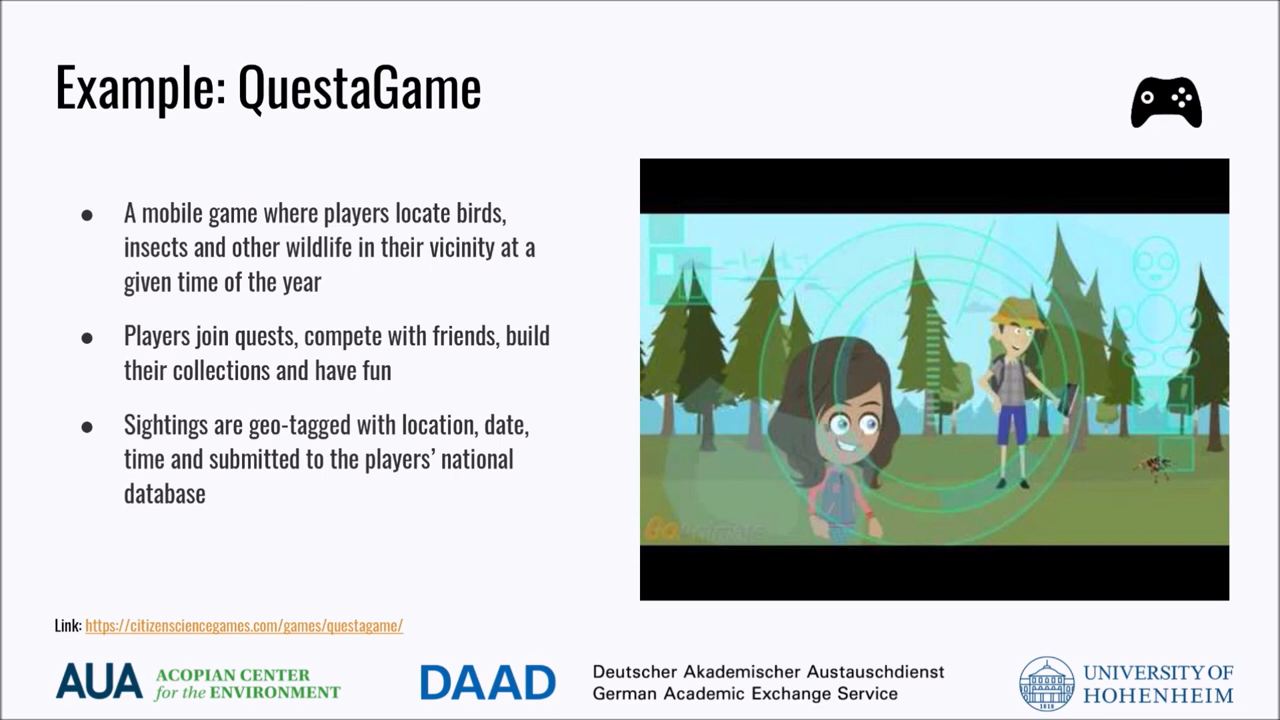 Example: QuestaGame
● A mobile game where players locate birds,
insects and other wildlife in their vicinity at a
given time of the year
● Players join quests, compete with friends, build
their collections and have fun
● Sightings are geo-tagged with location, date,
time and submitted to the players’ national
database
GoAnimate
Link: https://citizensciencegames.com/games/questagame/
AUA ACOPIAN CENTER
for the ENVIRONMENT
DAAD Deutscher Akademischer Austauschdienst
German Academic Exchange Service
1818
UNIVERSITY OF
HOHENHEIM